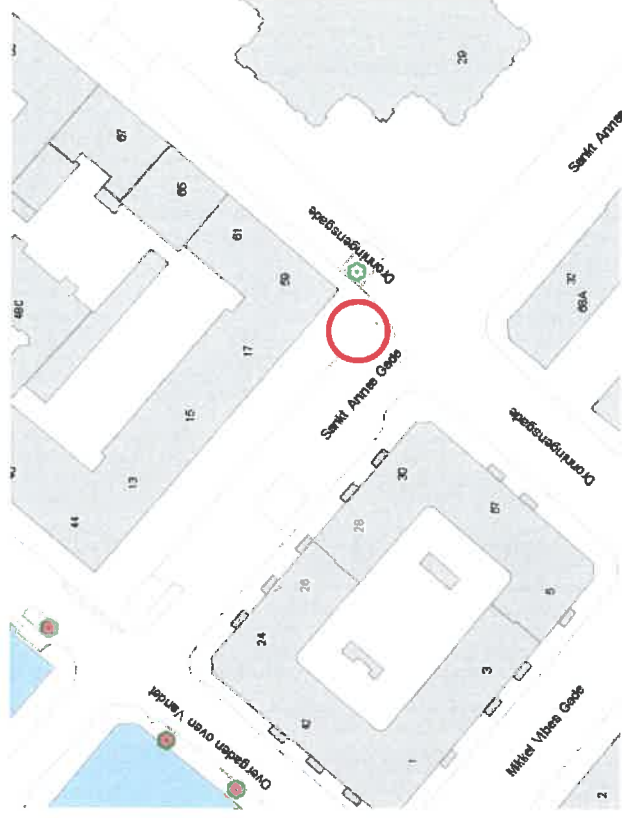 29
67
65
61
59
48C
17
15
13
44
Dronningensgade
Sankt Annes Gade
Sankt Anne
32
68A
Dronningensgade
30
28
26
24
42
57
5
3
1
Overgaden oven Vandet
Mikkel Vibes Gade
2